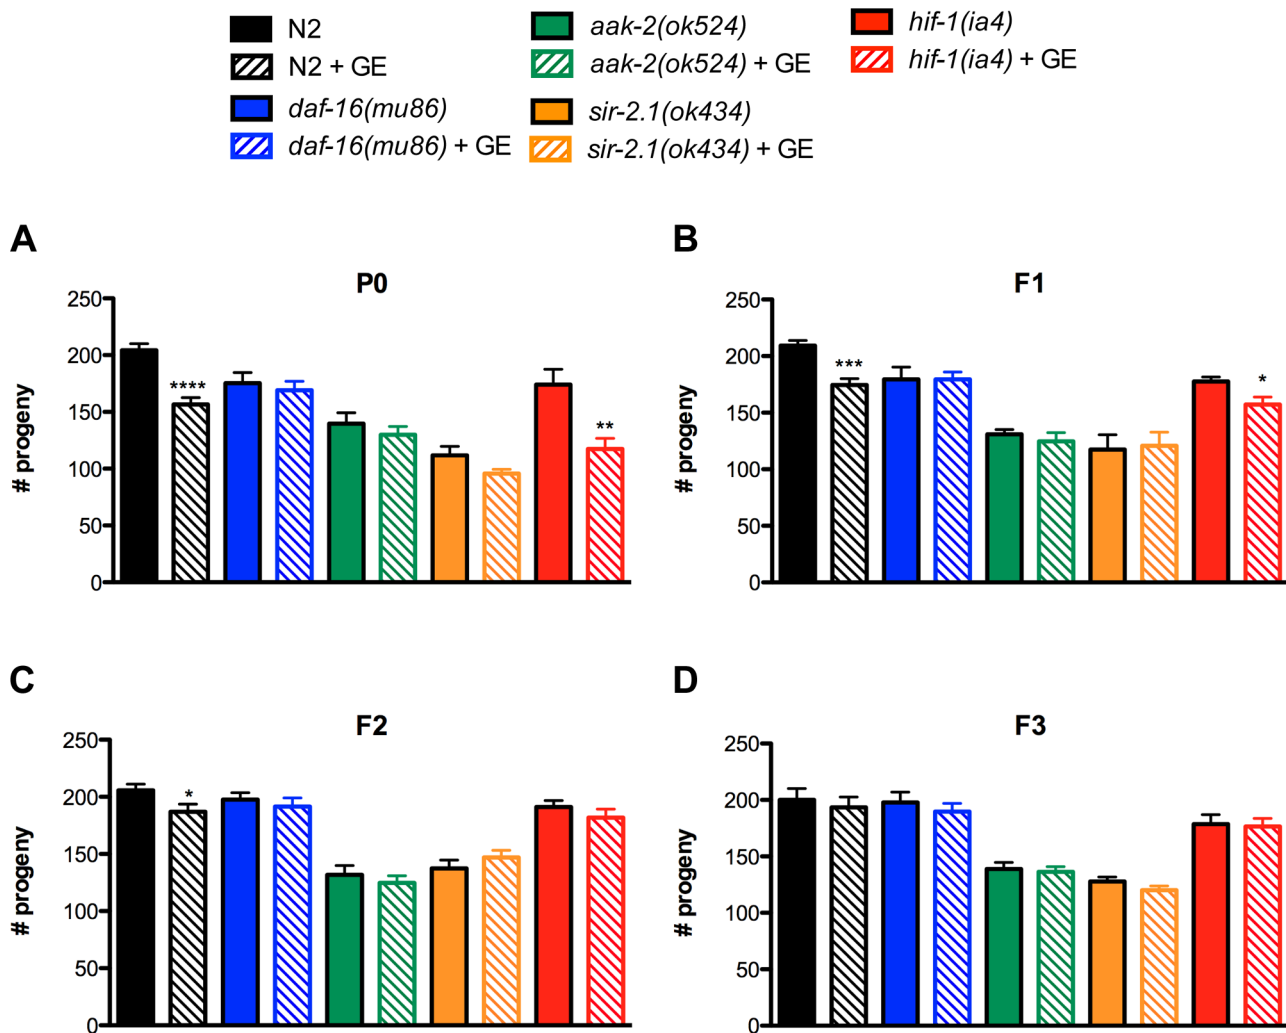 N2
N2 + GE
daf-16(mu86)
daf-16(mu86) + GE
aak-2(ok524)
aak-2(ok524) + GE
sir-2.1(ok434)
sir-2.1(ok434) + GE
hif-1(ia4)
hif-1(ia4) + GE
A
P0
# progeny
250
200
150
100
50
0
****
**
B
F1
# progeny
250
200
150
100
50
0
***
*
C
F2
# progeny
250
200
150
100
50
0
*
D
F3
# progeny
250
200
150
100
50
0